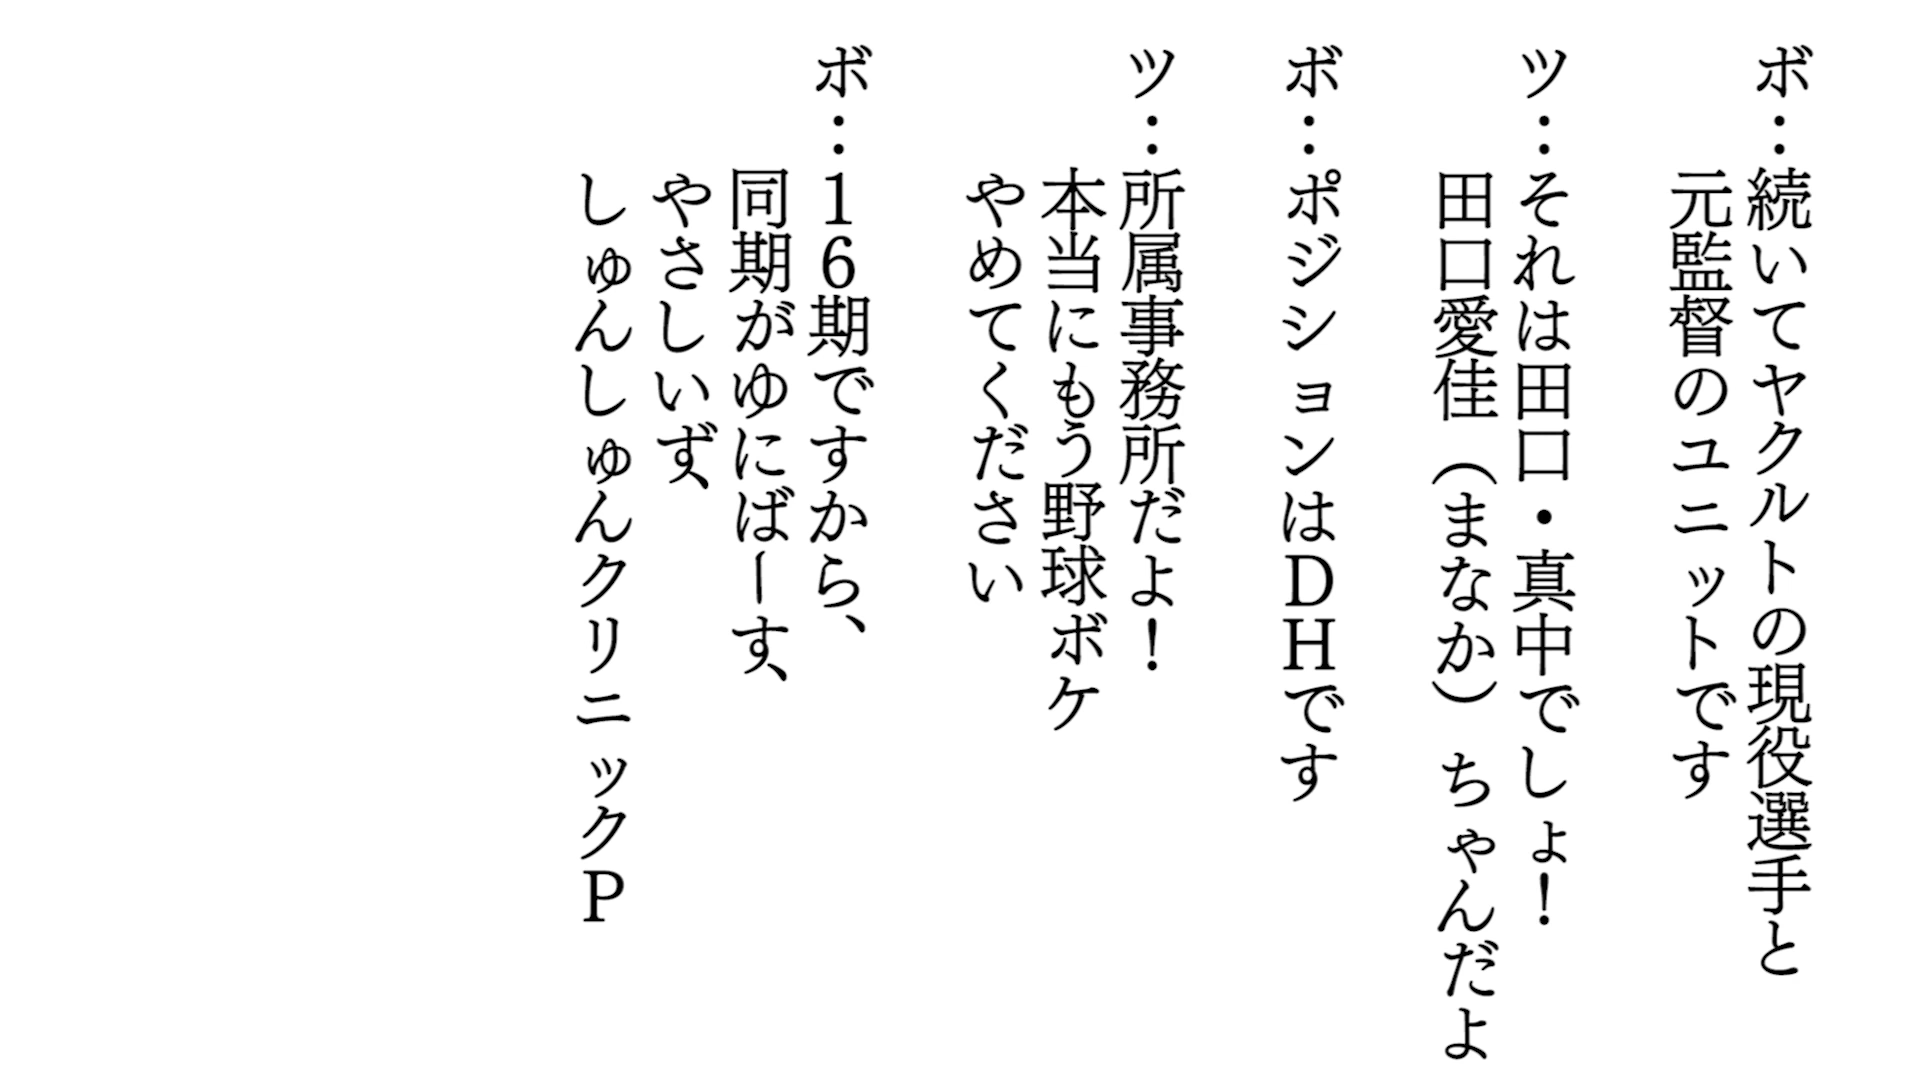 ボ：続いてヤクルトの現役選手と
元監督のユニットです
ツ：それは田口・真中でしょ！
田口愛佳（まなか）ちゃんだよ
ボ：ポジションはＤＨです
ツ：所属事務所だよ！
本当にもう野球ボケ
やめてください
ボ：１６期ですから、
同期がゆにばーす、
やさしいず、
しゅんしゅんクリニックＰ